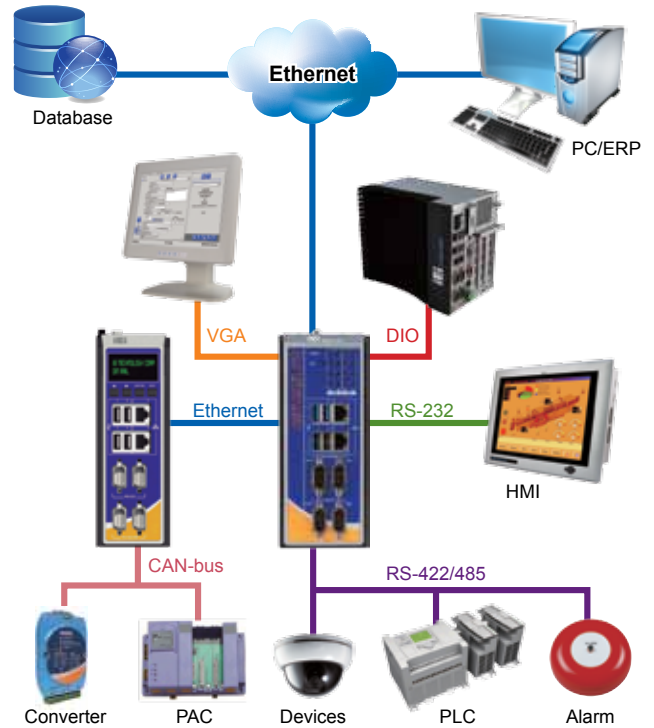 Ethernet
Database
PC/ERP
VGA
DIO
Ethernet
RS-232
HMI
CAN-bus
RS-422/485
Converter
PAC
Devices
PLC
Alarm